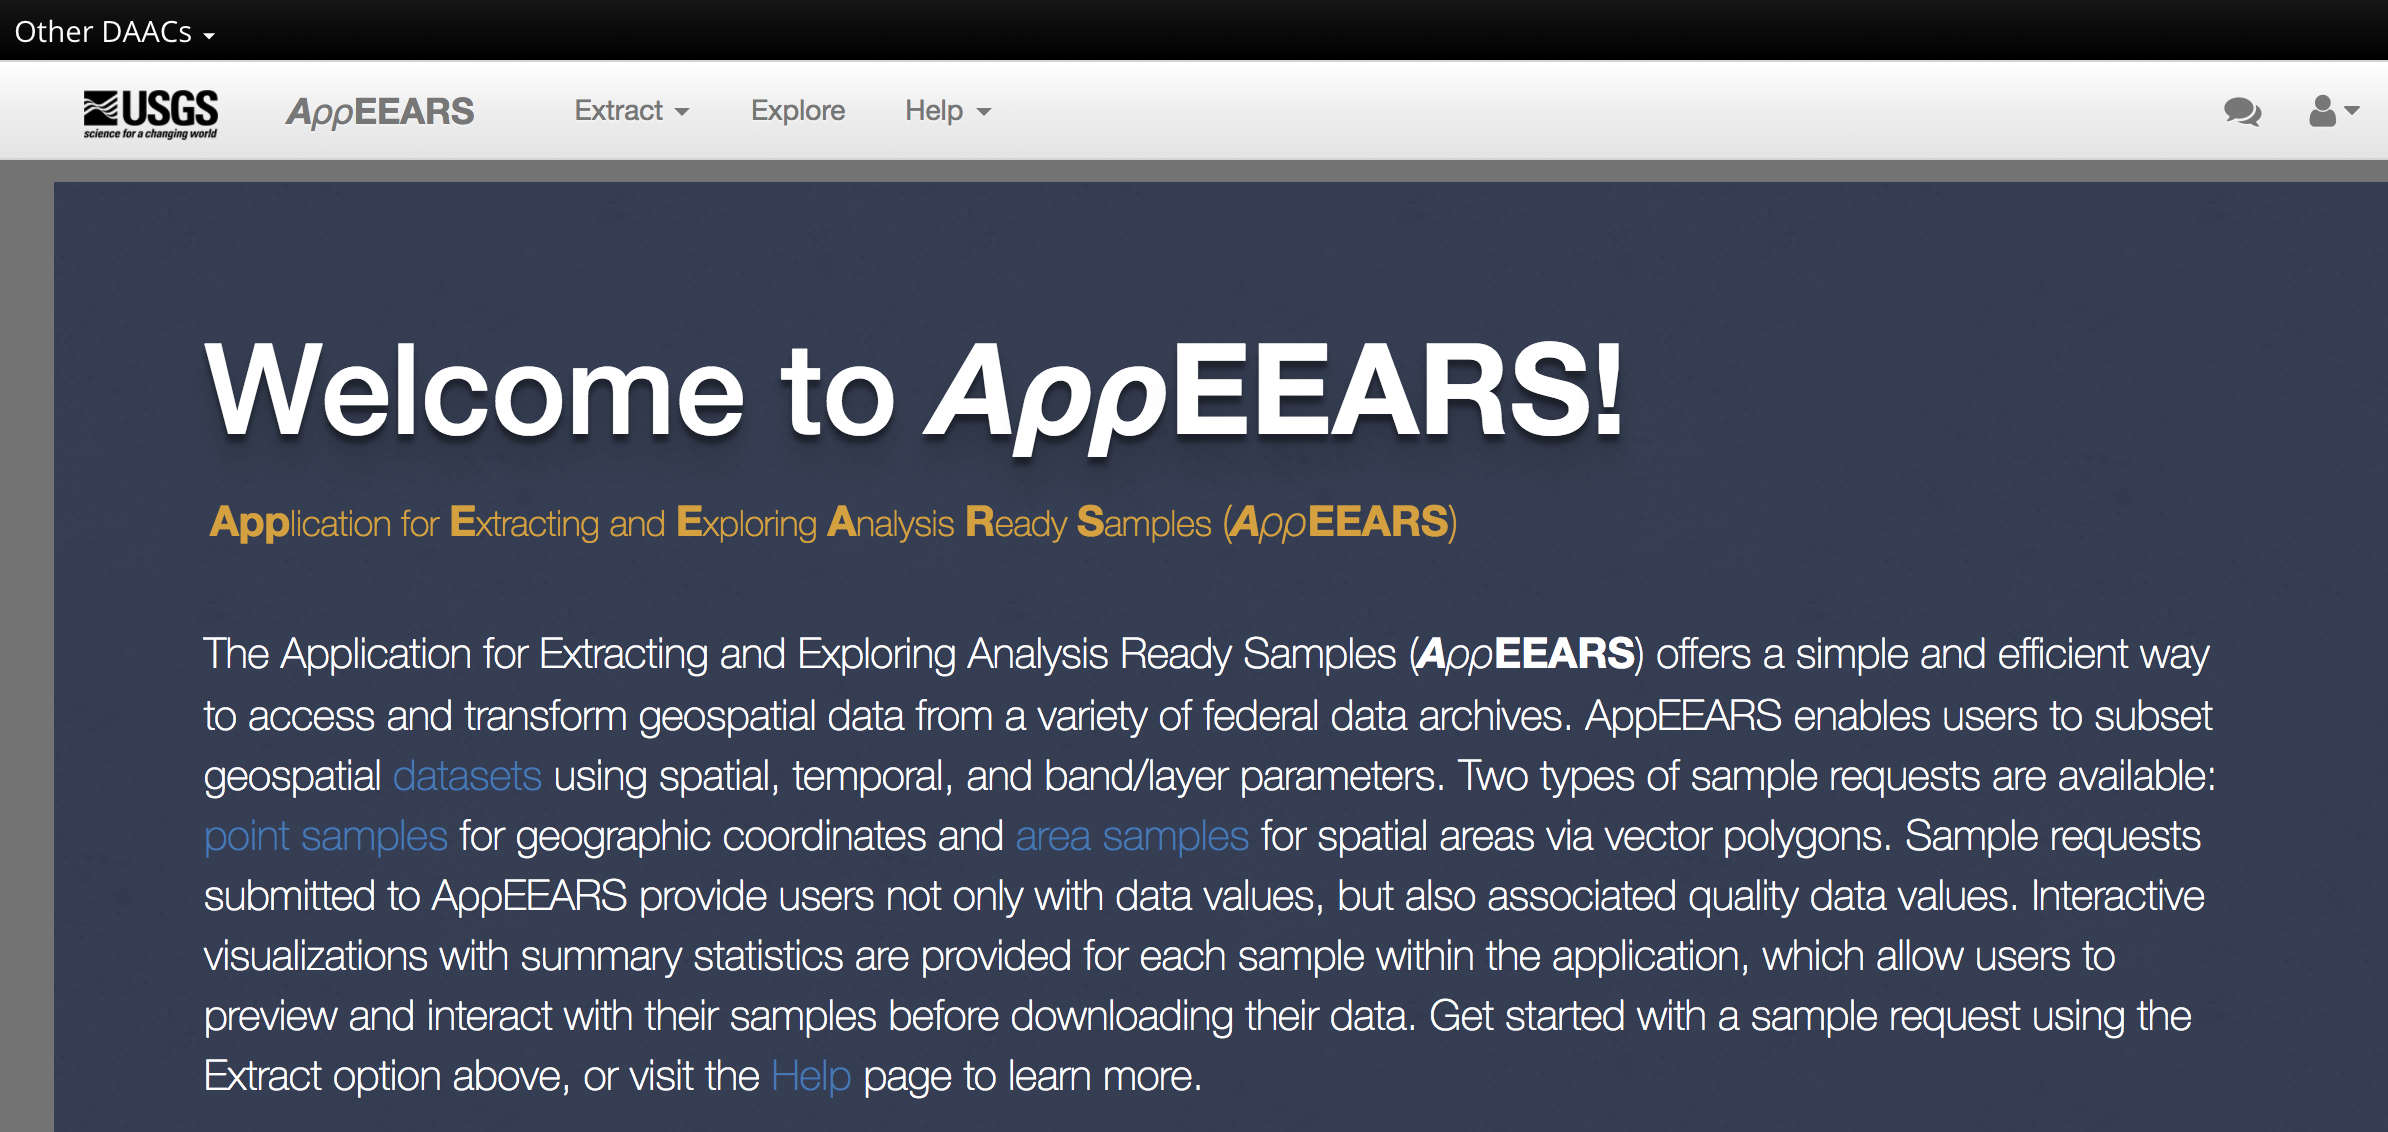 Other DAACs
USGS
science for a changing world
AppEEARS
Extract
Explore
Help
Welcome to AppEEARS!
Application for Extracting and Exploring Analysis Ready Samples (AppEEARS)
The Application for Extracting and Exploring Analysis Ready Samples (AppEEARS) offers a simple and efficient way
to access and transform geospatial data from a variety of federal data archives. AppEEARS enables users to subset
geospatial datasets using spatial, temporal, and band/layer parameters. Two types of sample requests are available:
point samples for geographic coordinates and area samples for spatial areas via vector polygons. Sample requests
submitted to AppEEARS provide users not only with data values, but also associated quality data values. Interactive
visualizations with summary statistics are provided for each sample within the application, which allow users to
preview and interact with their samples before downloading their data. Get started with a sample request using the
Extract option above, or visit the Help page to learn more.